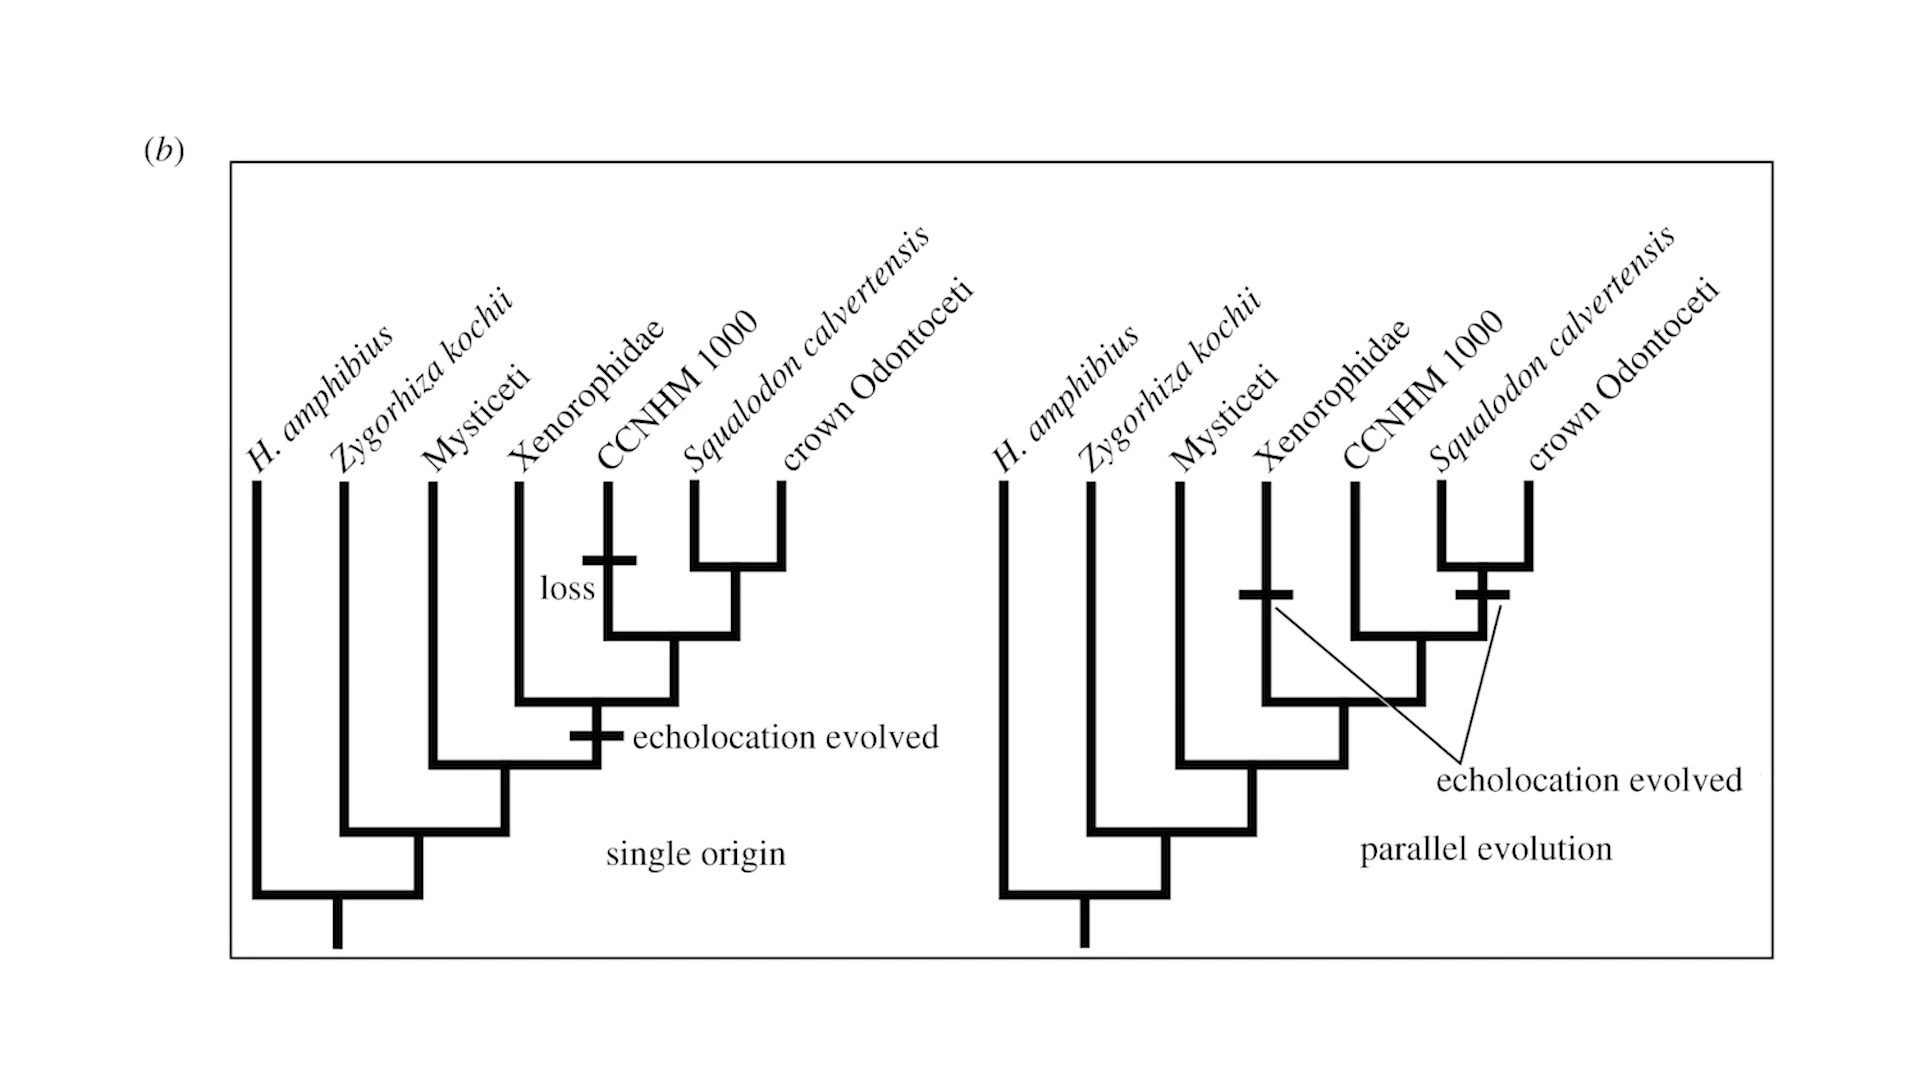 (b)
H. amphibius
Zygorhiza kochii
Mysticeti
Xenorophidae
CCNHM 1000
Squalodon calvertensis
crown Odontoceti
loss
echolocation evolved
single origin
H. amphibius
Zygorhiza kochii
Mysticeti
Xenorophidae
CCNHM 1000
Squalodon calvertensis
crown Odontoceti
echolocation evolved
parallel evolution